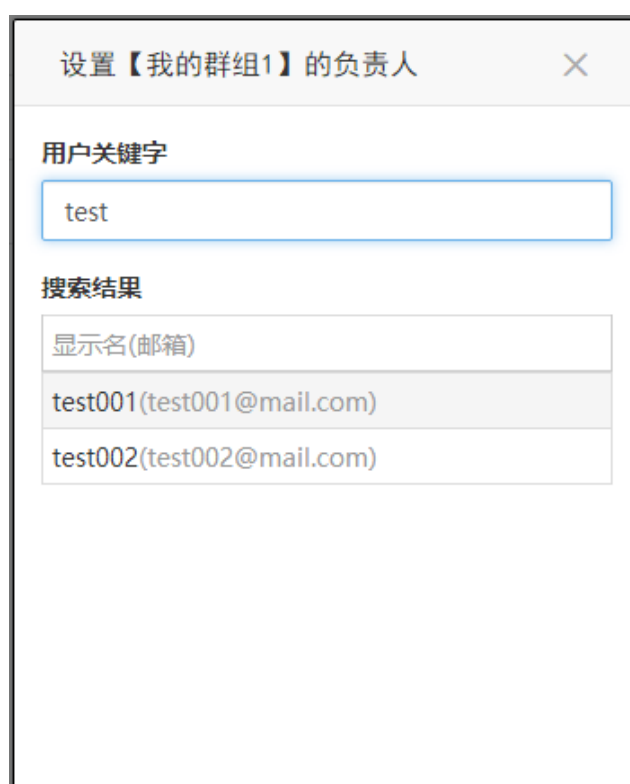 设置【我的群组1】的负责人
用户关键字
test
搜索结果
显示名(邮箱)
test001(test001@mail.com)
test002(test002@mail.com)